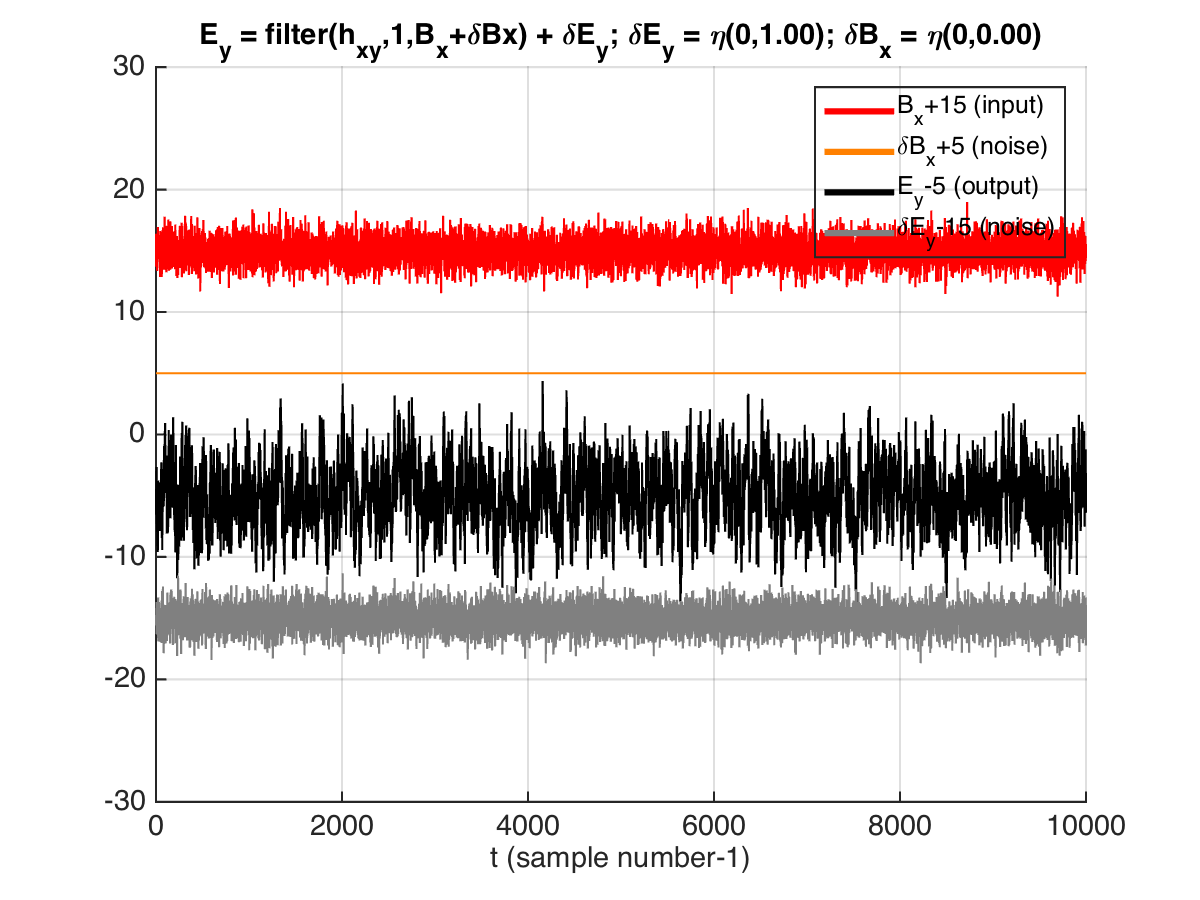 E_y = filter(h_xy,1,B_x+δBx) + δE_y; δE_y = η(0,1.00); δB_x = η(0,0.00)
30
20
10
0
-10
-20
-30
B_x+15 (input)
δB_x+5 (noise)
E_y-5 (output)
δE_y-15 (noise)
0 2000 4000 6000 8000 10000
t (sample number-1)